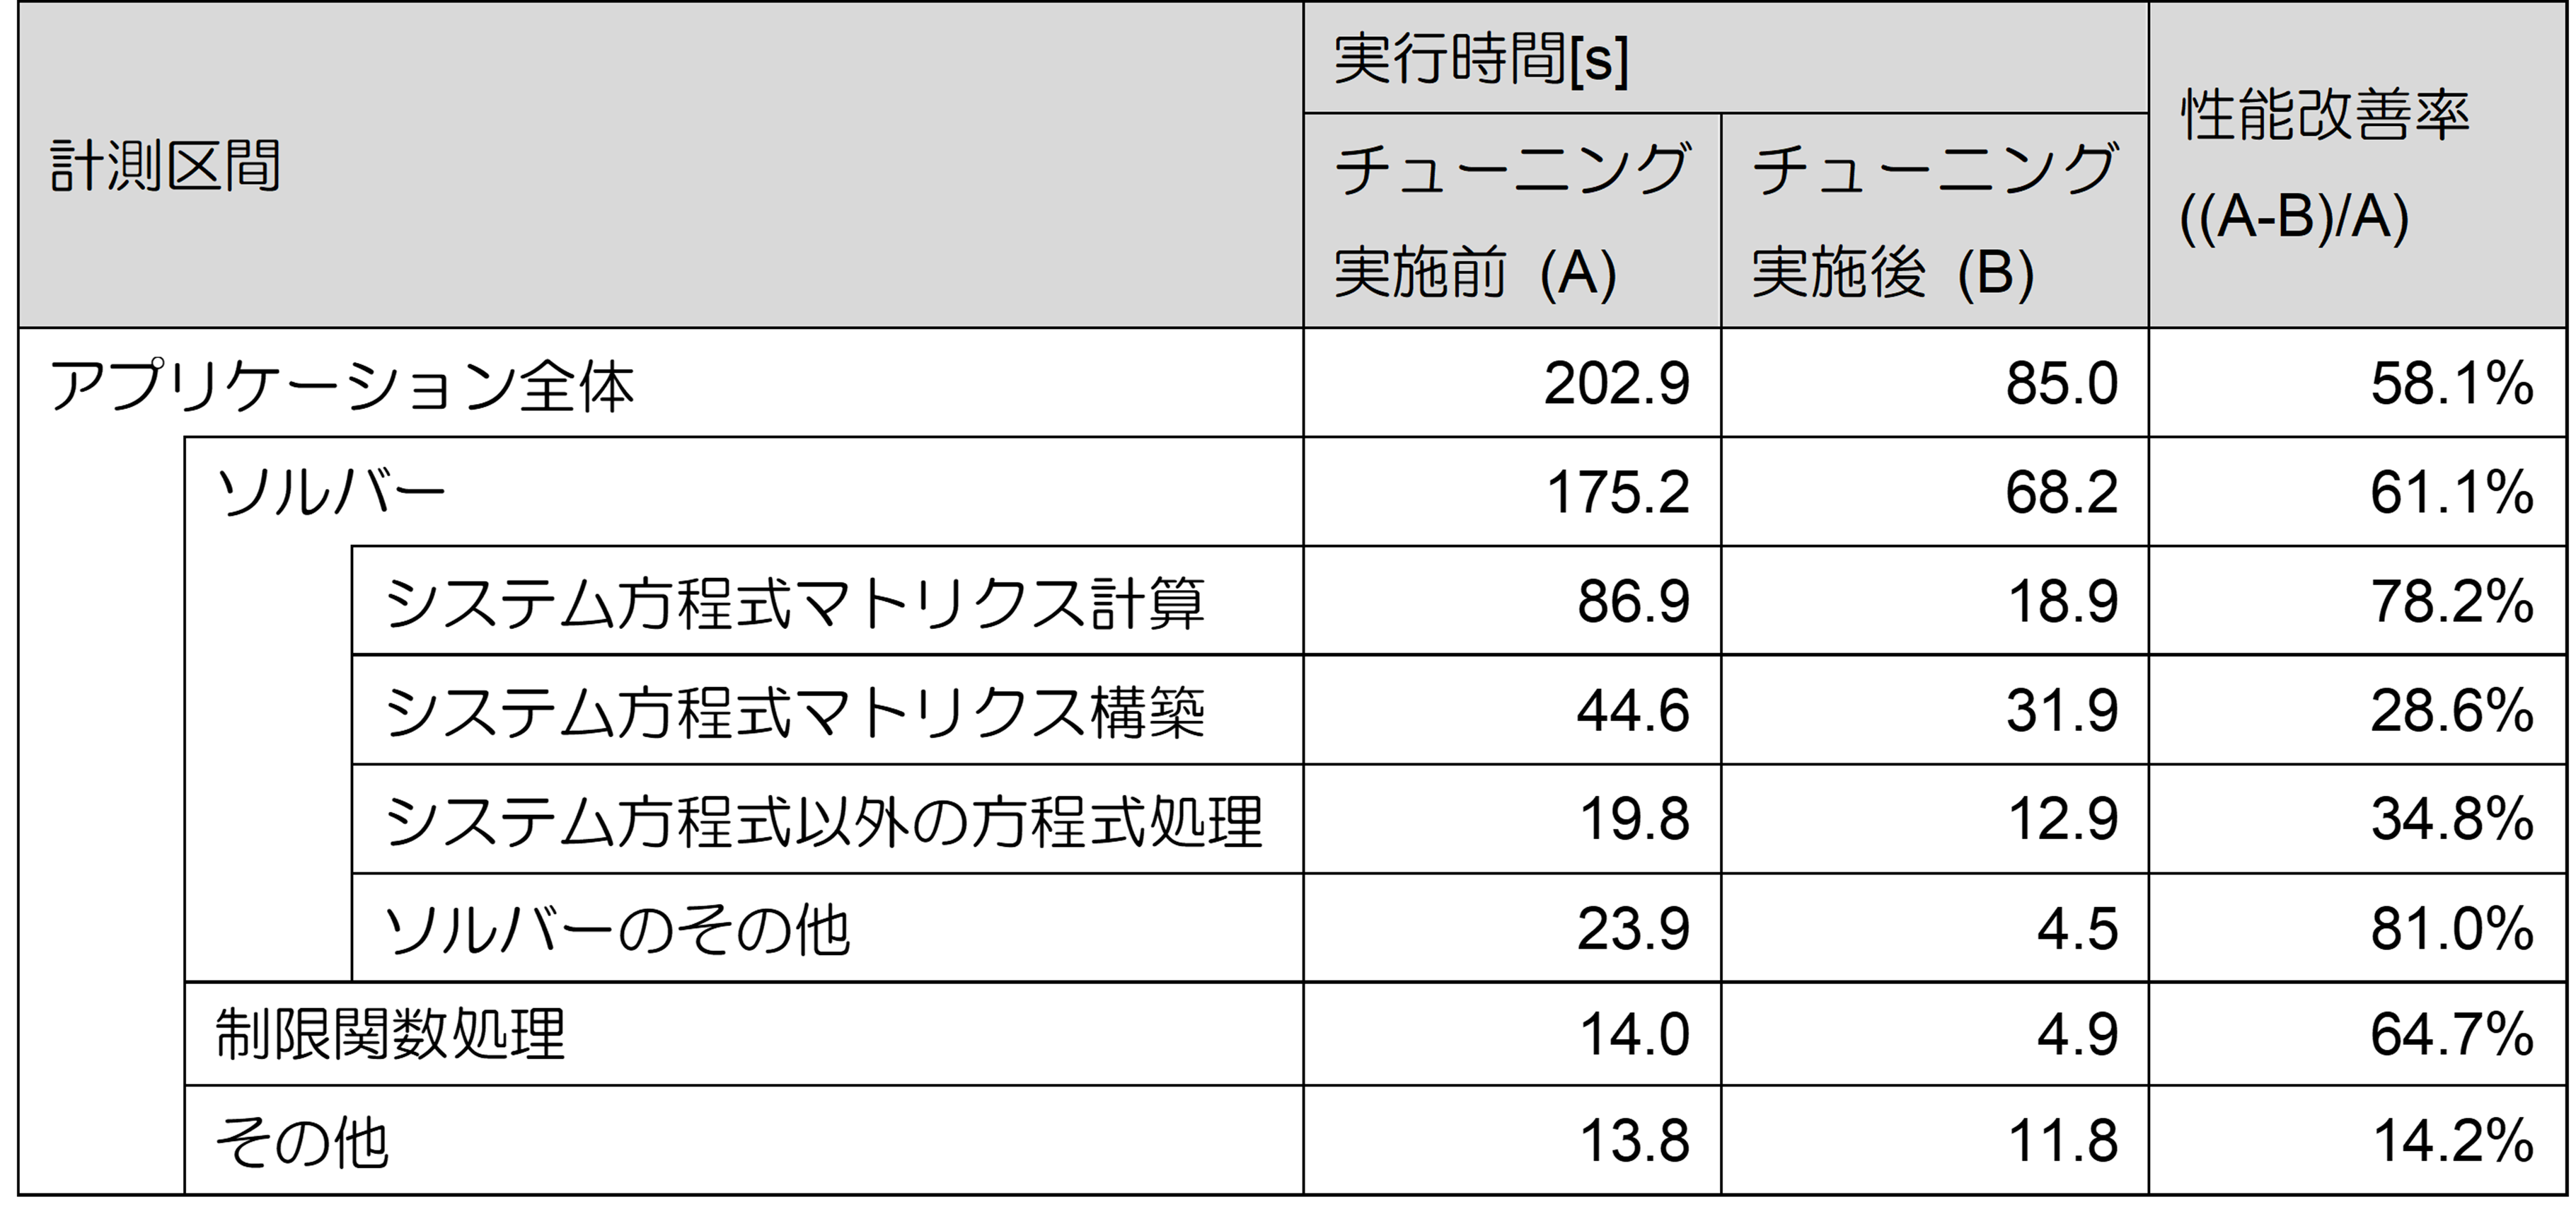 計測区間
実行時間[s]
チューニング
実施前 (A)
チューニング
実施後 (B)
性能改善率
((A-B)/A)
アプリケーション全体 202.9 85.0 58.1%
ソルバー 175.2 68.2 61.1%
システム方程式マトリクス計算 86.9 18.9 78.2%
システム方程式マトリクス構築 44.6 31.9 28.6%
システム方程式以外の方程式処理 19.8 12.9 34.8%
ソルバーのその他 23.9 4.5 81.0%
制限関数処理 14.0 4.9 64.7%
その他 13.8 11.8 14.2%